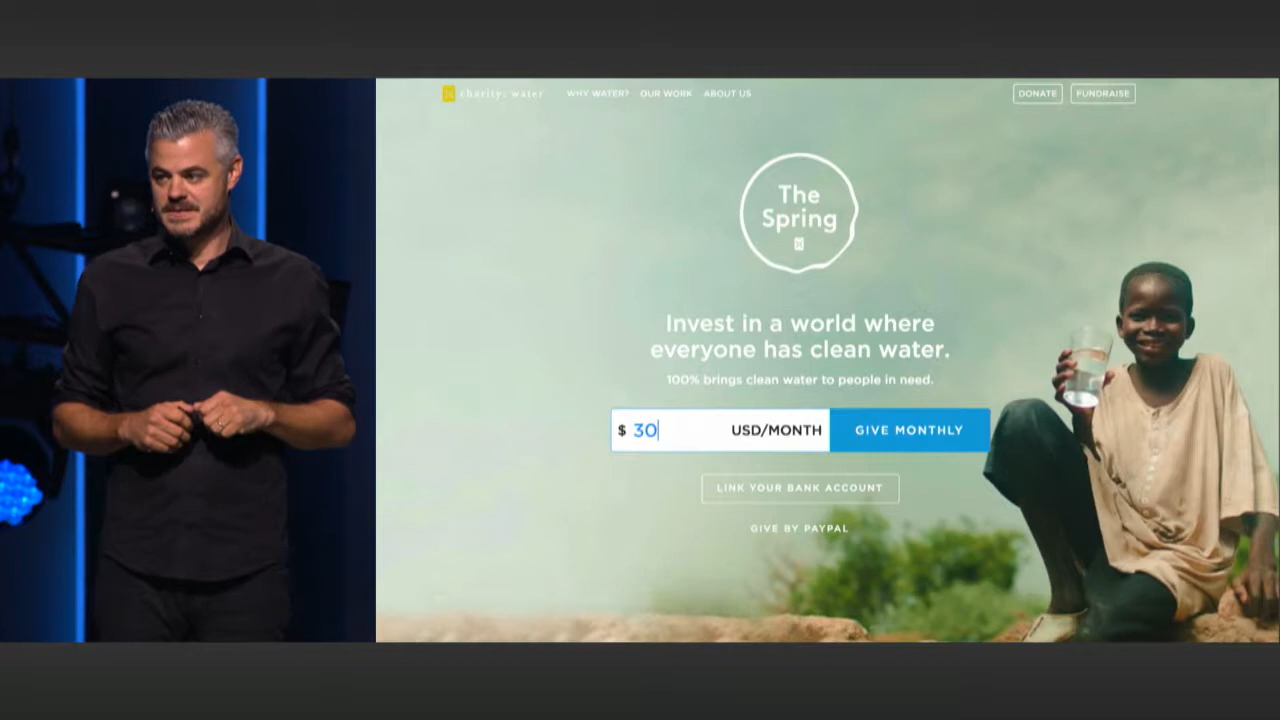 charity: water
WHY WATER? OUR WORK ABOUT US
DONATE FUNDRAISE
The
Spring
Invest in a world where
everyone has clean water.
100% brings clean water to people in need.
$ 30 USD/MONTH GIVE MONTHLY
LINK YOUR BANK ACCOUNT
GIVE BY PAYPAL